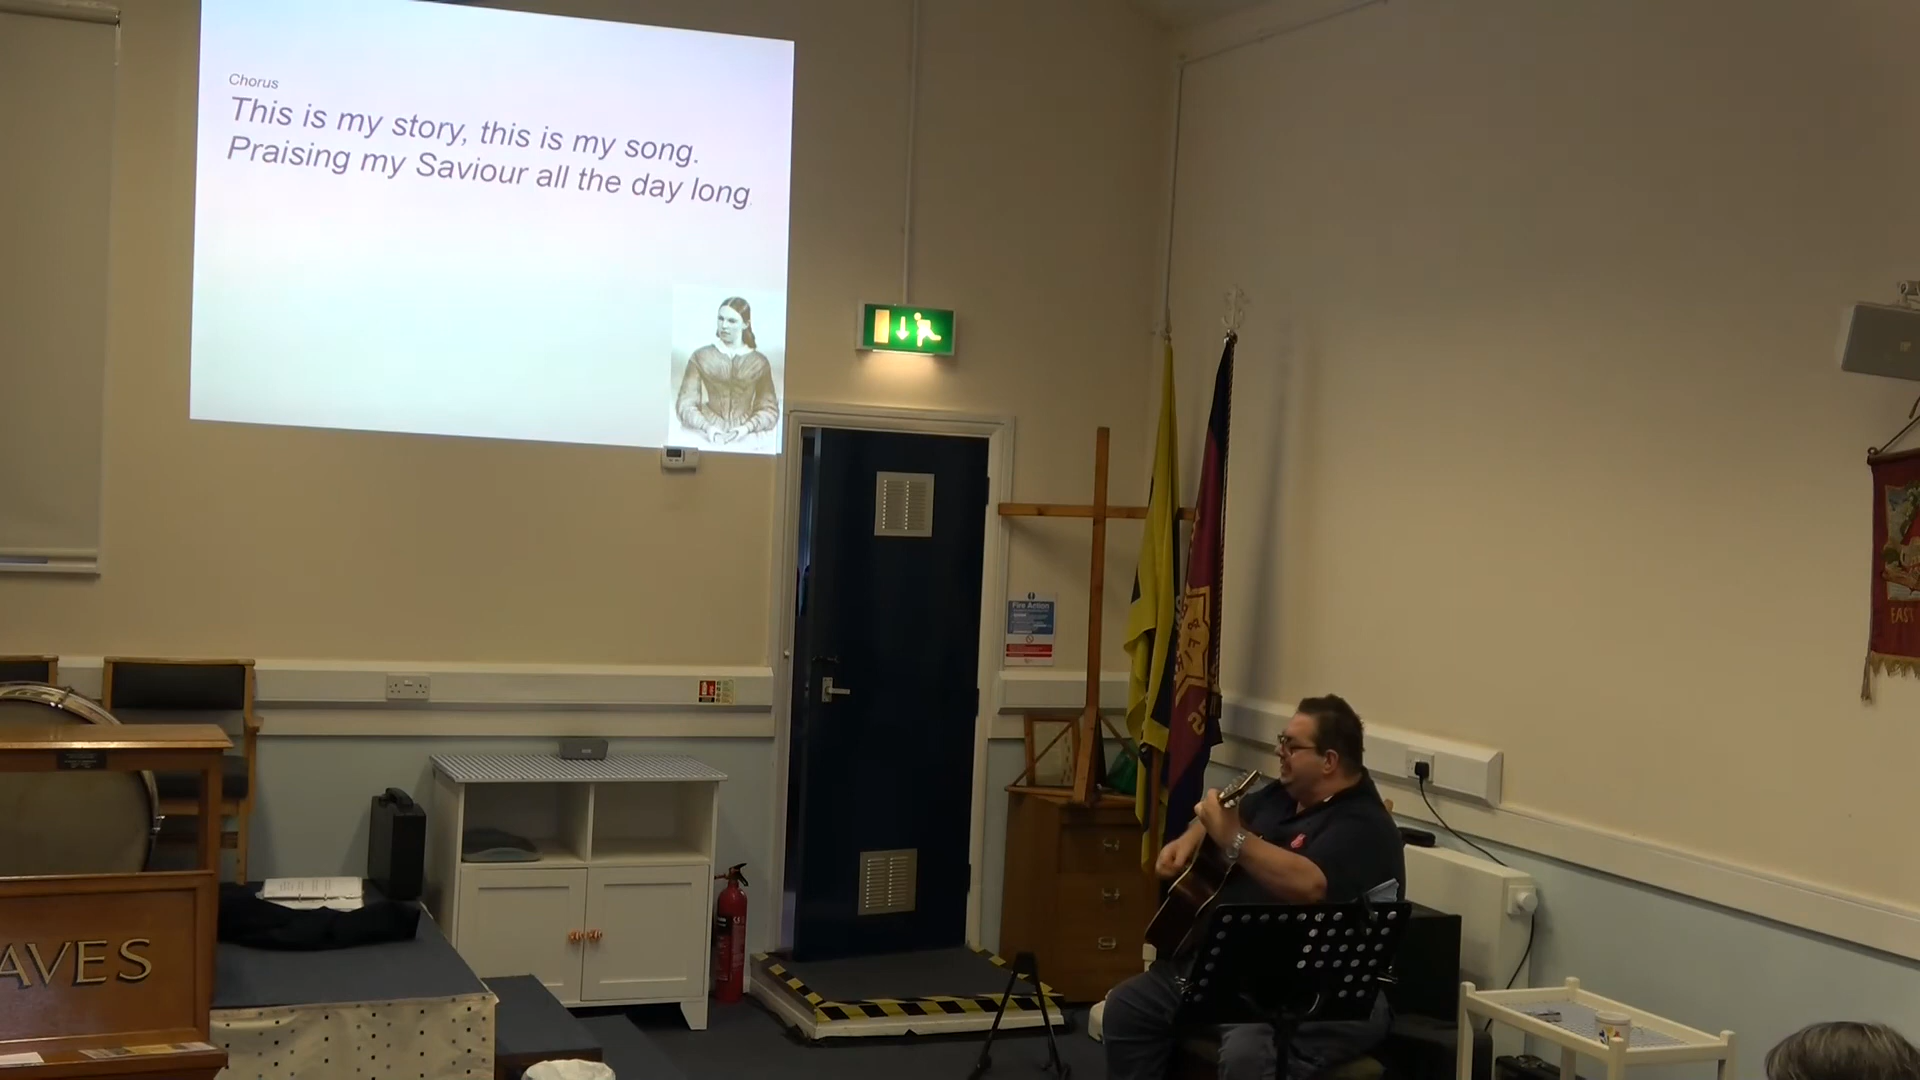 Chorus
This is my story, this is my song.
Praising my Saviour all the day long
Fire Action
EAST
AVES